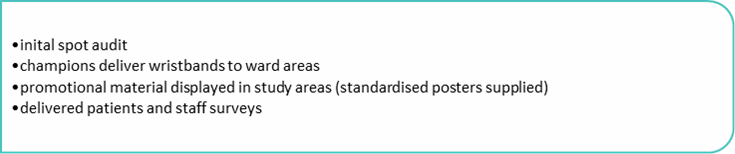 •inital spot audit
•champions deliver wristbands to ward areas
•promotional material displayed in study areas (standardised posters supplied)
•delivered patients and staff surveys